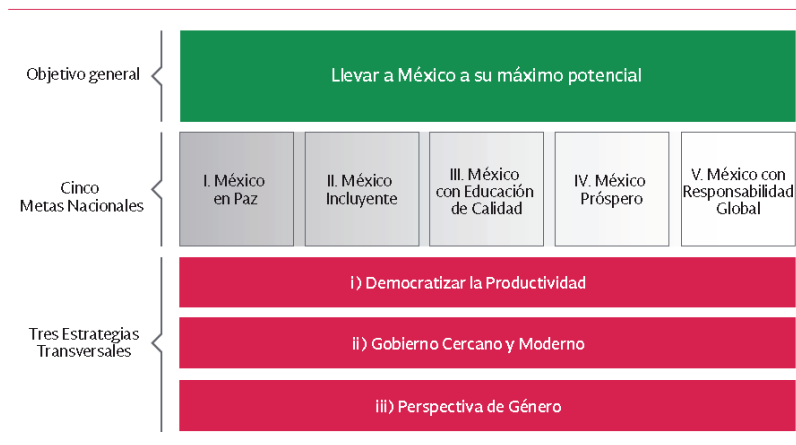 Objetivo general
Llevar a México a su máximo potencial
Cinco
Metas Nacionales
I. México
en Paz
II. México
Incluyente
III. México
con Educación
de Calidad
IV. México
Próspero
V. México con
Responsabilidad
Global
Tres Estrategias
Transversales
i) Democratizar la Productividad
ii) Gobierno Cercano y Moderno
iii) Perspectiva de Género